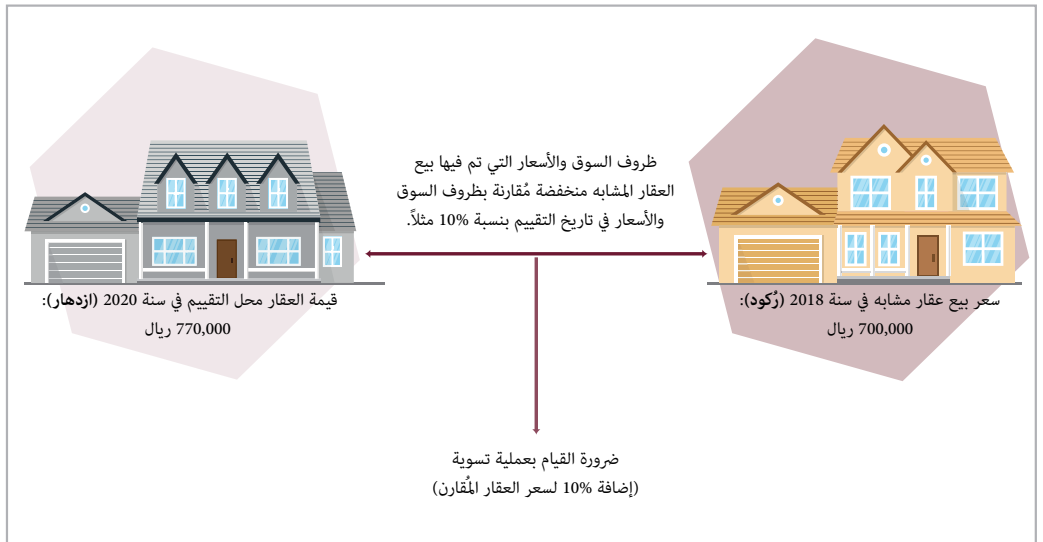 ظروف السوق والأسعار التي تم فيها بيع
العقار المشابه منخفضة مُقارنة بظروف السوق
والأسعار في تاريخ التقييم بنسبة 10% مثلاً.
سعر بيع عقار مشابه في سنة 2018 (رُكود):
700,000 ريال
قيمة العقار محل التقييم في سنة 2020 (ازدهار):
770,000 ريال
ضرورة القيام بعملية تسوية
(إضافة 10% لسعر العقار المُقارن)